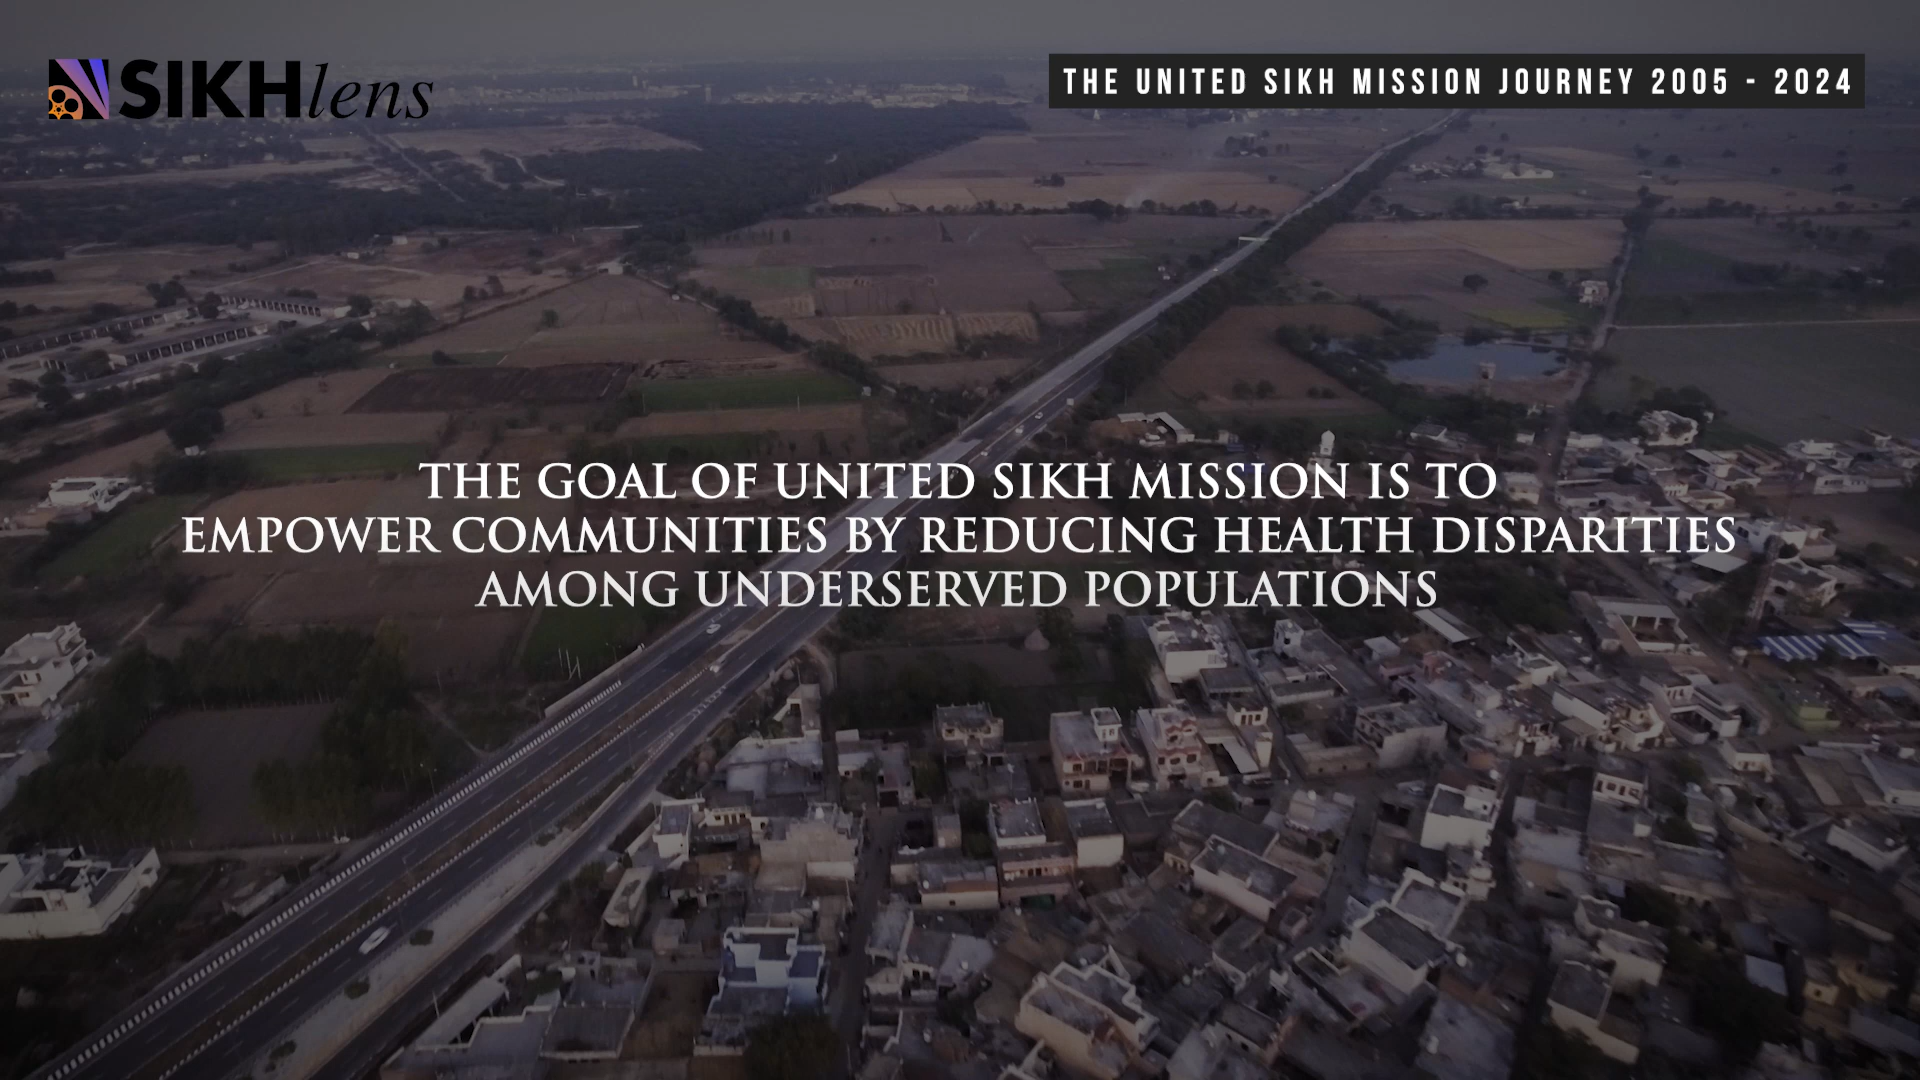 SIKHlens
THE UNITED SIKH MISSION JOURNEY 2005 - 2024
THE GOAL OF UNITED SIKH MISSION IS TO
EMPOWER COMMUNITIES BY REDUCING HEALTH DISPARITIES
AMONG UNDERSERVED POPULATIONS